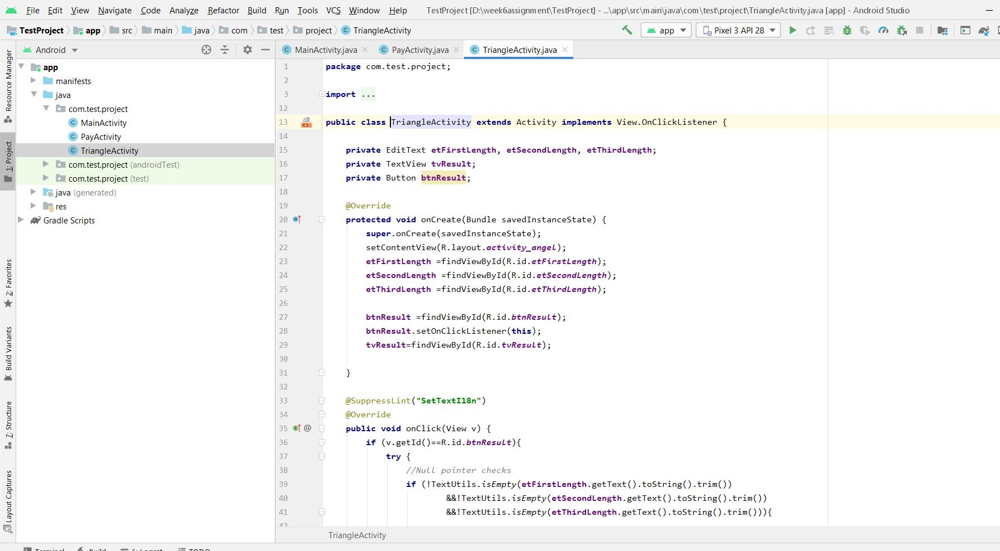 File Edit View Navigate Code Analyze Refactor Build Run Tools VCS Window Help TestProject [D:\week6assignment\TestProject] - ...\app\src\main\java\com\test\project\TriangleActivity.java [app] - Android Studio
TestProject app src main java com test project TriangleActivity app Pixel 3 API 28
Android
MainActivity.java PayActivity.java TriangleActivity.java
Resource Manager
1: Project
2: Favorites
Build Variants
7: Structure
Layout Captures
app
manifests
java
com.test.project
MainActivity
PayActivity
TriangleActivity
com.test.project (androidTest)
com.test.project (test)
java (generated)
res
Gradle Scripts
1 package com.test.project;
2
3 import ...
12
13 public class TriangleActivity extends Activity implements View.OnClickListener {
14
15 private EditText etFirstLength, etSecondLength, etThirdLength;
16 private TextView tvResult;
17 private Button btnResult;
18
19 @Override
20 protected void onCreate(Bundle savedInstanceState) {
21 super.onCreate(savedInstanceState);
22 setContentView(R.layout.activity_angel);
23 etFirstLength =findViewById(R.id.etFirstLength);
24 etSecondLength =findViewById(R.id.etSecondLength);
25 etThirdLength =findViewById(R.id.etThirdLength);
26
27 btnResult =findViewById(R.id.btnResult);
28 btnResult.setOnClickListener(this);
29 tvResult=findViewById(R.id.tvResult);
30
31 }
32
33 @SuppressLint("SetTextI18n")
34 @Override
35 public void onClick(View v) {
36 if (v.getId()==R.id.btnResult){
37 try {
38 //Null pointer checks
39 if (!TextUtils.isEmpty(etFirstLength.getText().toString().trim())
40 &&!TextUtils.isEmpty(etSecondLength.getText().toString().trim())
41 &&!TextUtils.isEmpty(etThirdLength.getText().toString().trim())){
42
TriangleActivity
Terminal Build 6: Logcat TODO